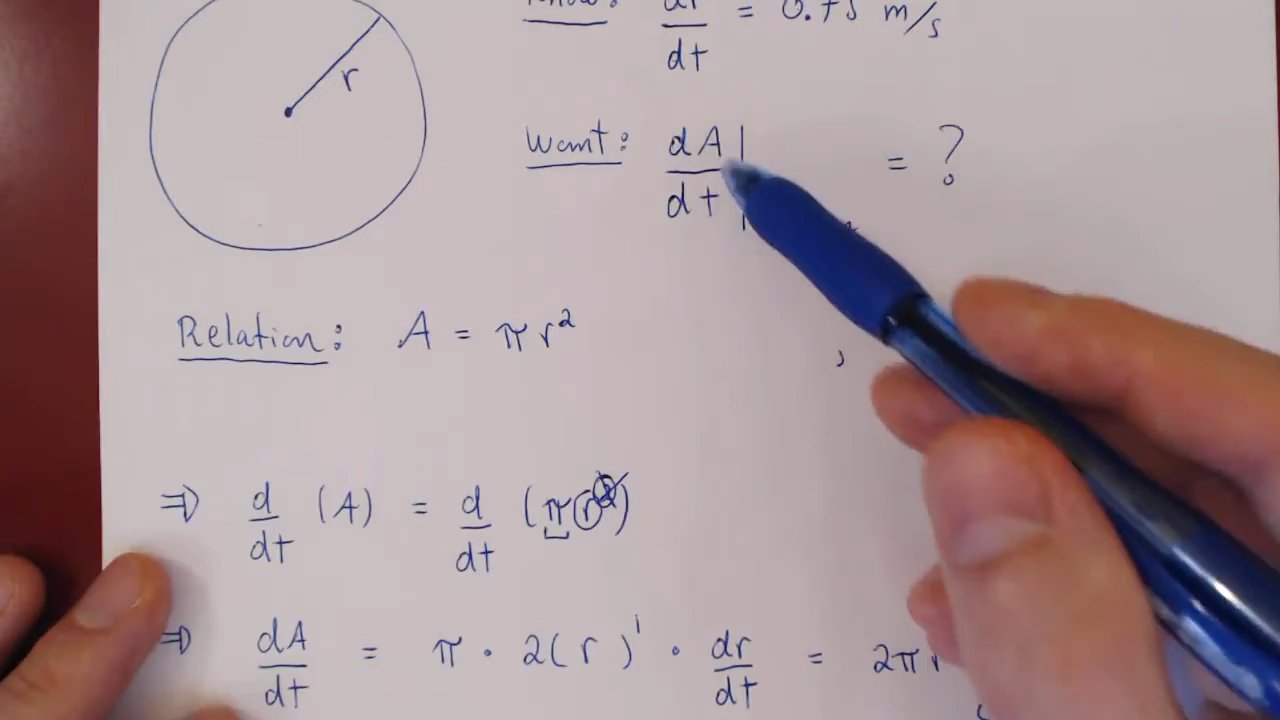 r
dr/dt = 0.75 m/s
Want: dA/dt | = ?
Relation: A = πr²
⇒ d/dt (A) = d/dt (πr²)
⇒ dA/dt = π · 2(r)¹ · dr/dt = 2πr